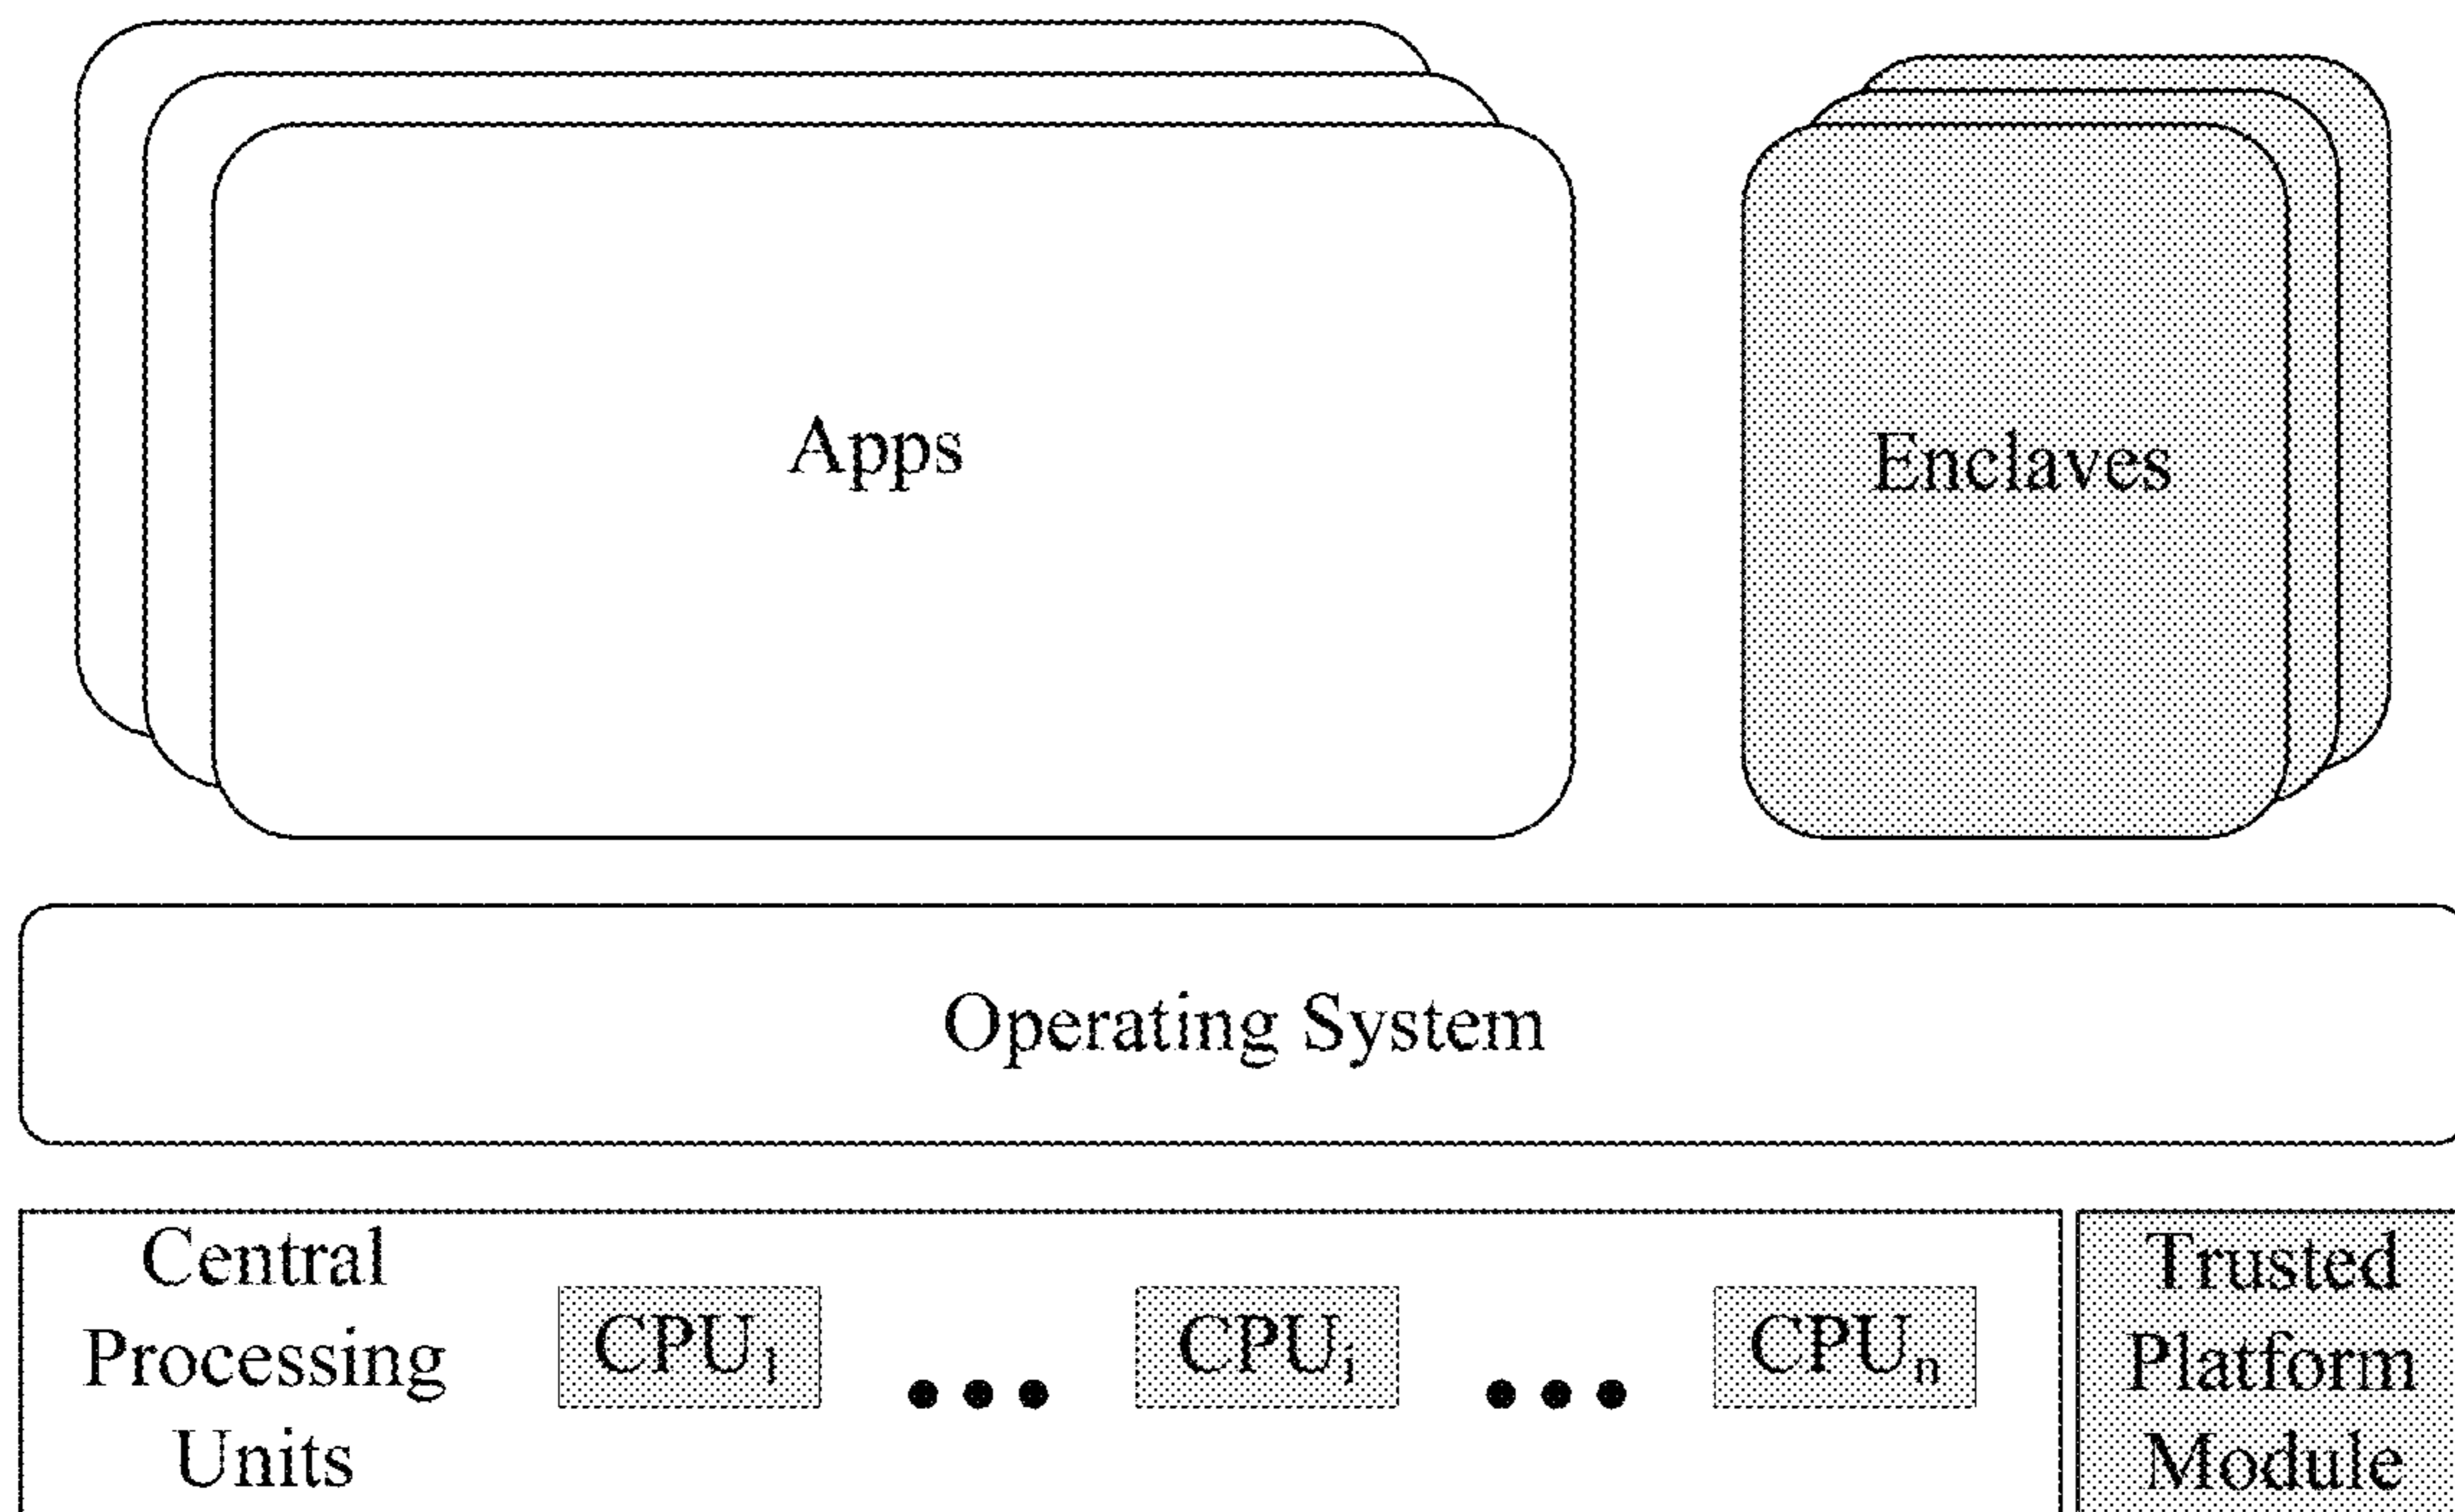 Apps
Enclaves
Operating System
Central
Processing
Units
CPU₁
CPUᵢ
CPUₙ
Trusted
Platform
Module